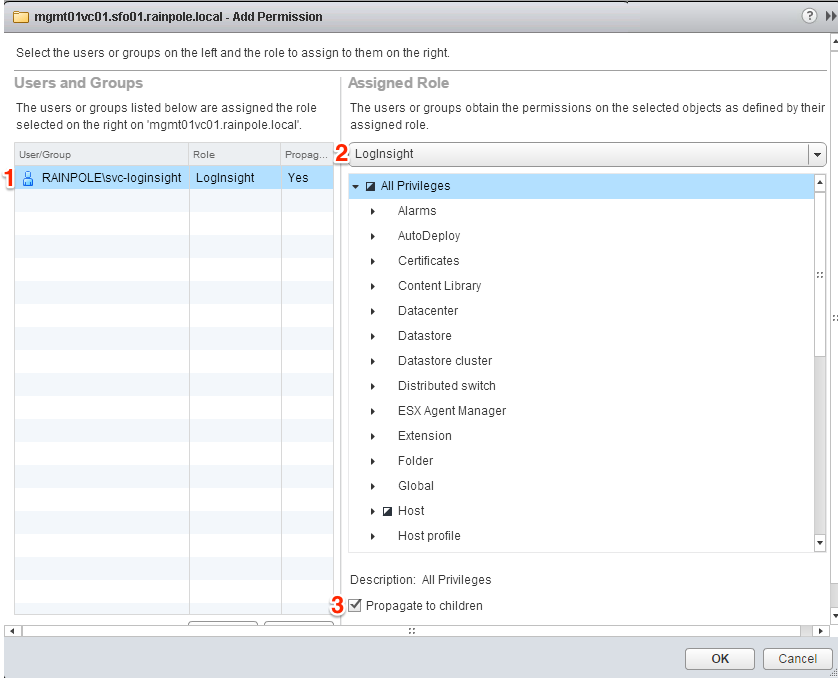 mgmt01vc01.sfo01.rainpole.local - Add Permission
?
Select the users or groups on the left and the role to assign to them on the right.
Users and Groups
The users or groups listed below are assigned the role
selected on the right on 'mgmt01vc01.rainpole.local'.
User/Group Role Propag...
1 RAINPOLE\svc-loginsight LogInsight Yes
Assigned Role
The users or groups obtain the permissions on the selected objects as defined by their
assigned role.
2 LogInsight
All Privileges
Alarms
AutoDeploy
Certificates
Content Library
Datacenter
Datastore
Datastore cluster
Distributed switch
ESX Agent Manager
Extension
Folder
Global
Host
Host profile
Description: All Privileges
3 Propagate to children
OK Cancel